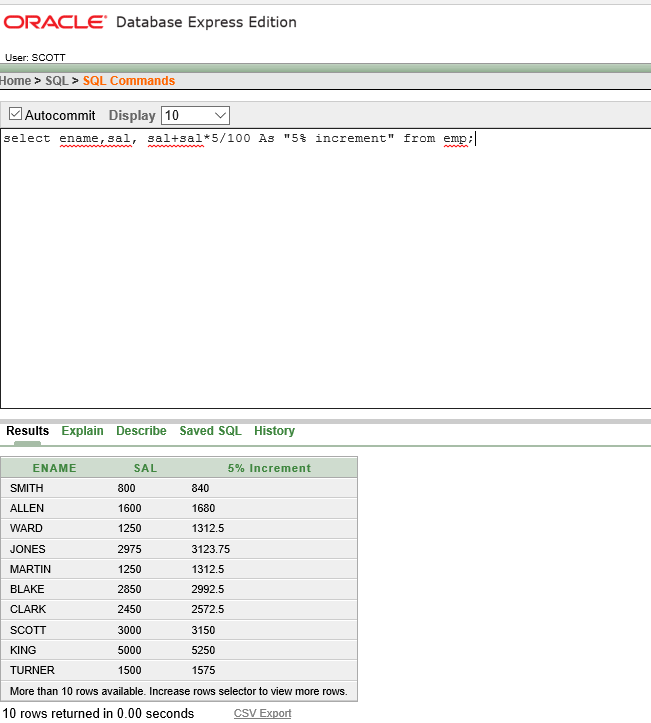 ORACLE® Database Express Edition
User: SCOTT
Home > SQL > SQL Commands
Autocommit Display 10
select ename,sal, sal+sal*5/100 As "5% increment" from emp;
Results Explain Describe Saved SQL History
ENAME SAL 5% Increment
SMITH 800 840
ALLEN 1600 1680
WARD 1250 1312.5
JONES 2975 3123.75
MARTIN 1250 1312.5
BLAKE 2850 2992.5
CLARK 2450 2572.5
SCOTT 3000 3150
KING 5000 5250
TURNER 1500 1575
More than 10 rows available. Increase rows selector to view more rows.
10 rows returned in 0.00 seconds CSV Export